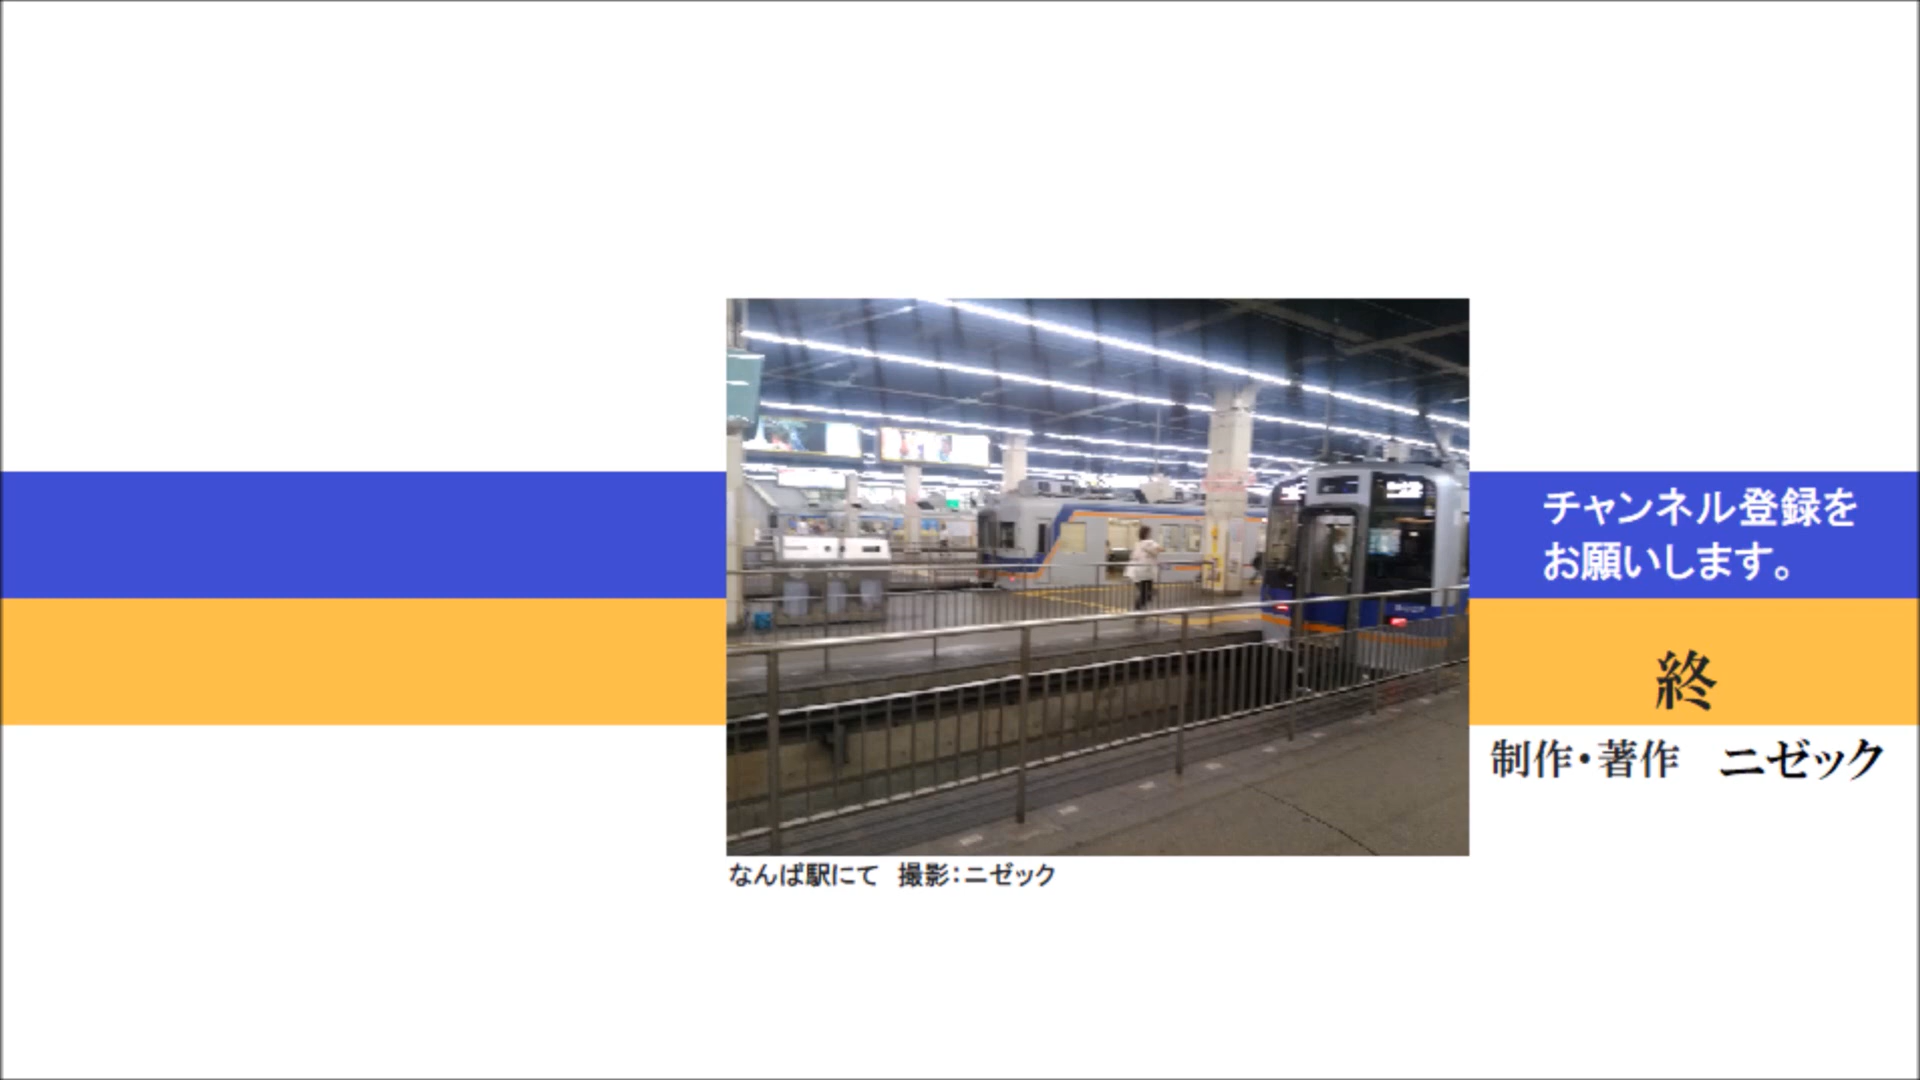 チャンネル登録を
お願いします。
終
制作・著作　ニゼック
なんば駅にて　撮影：ニゼック